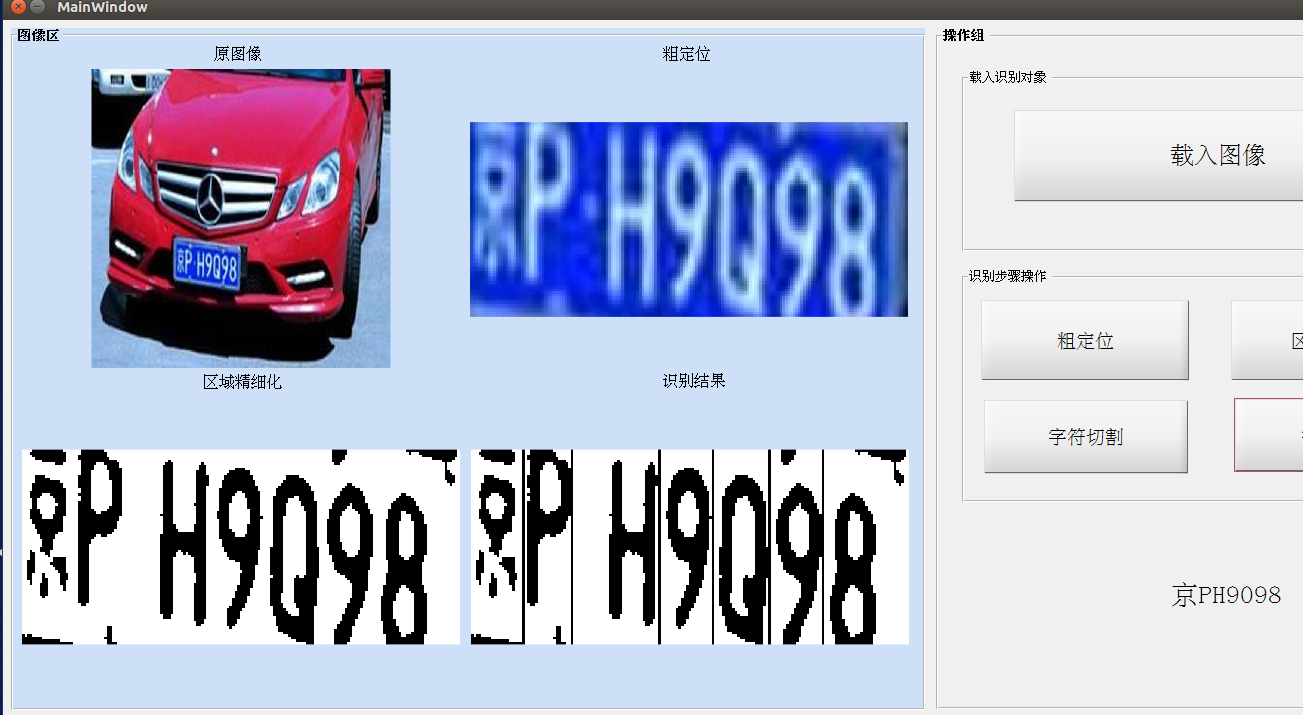 MainWindow
图像区
原图像
粗定位
京P·H9Q98
京P·H9Q98
区域精细化
识别结果
京P H9Q98
京P H9Q98
操作组
载入识别对象
载入图像
识别步骤操作
粗定位
字符切割
京PH9098